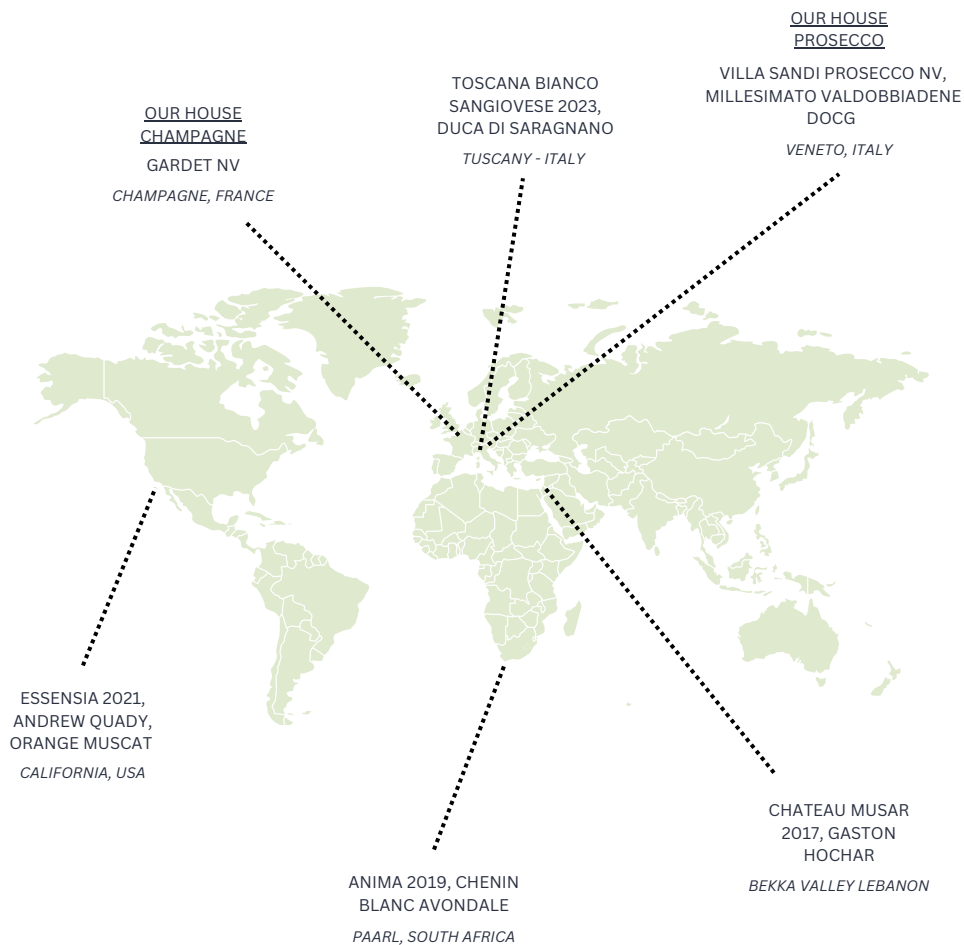 OUR HOUSE
CHAMPAGNE
GARDET NV
CHAMPAGNE, FRANCE
TOSCANA BIANCO
SANGIOVESE 2023,
DUCA DI SARAGNANO
TUSCANY - ITALY
OUR HOUSE
PROSECCO
VILLA SANDI PROSECCO NV,
MILLESIMATO VALDOBBIADENE
DOCG
VENETO, ITALY
ESSENSIA 2021,
ANDREW QUADY,
ORANGE MUSCAT
CALIFORNIA, USA
ANIMA 2019, CHENIN
BLANC AVONDALE
PAARL, SOUTH AFRICA
CHATEAU MUSAR
2017, GASTON
HOCHAR
BEKKA VALLEY LEBANON